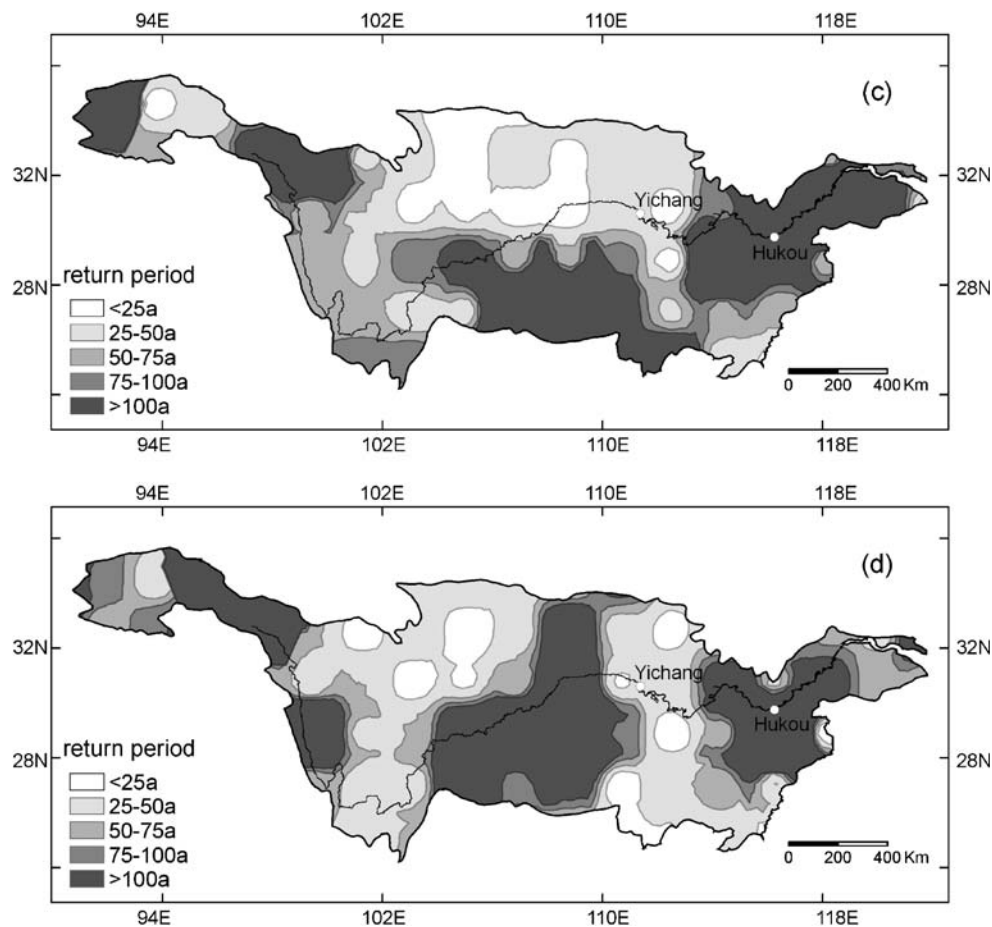 94E 102E 110E 118E
(c)
32N 32N
Yichang
Hukou
return period
28N 28N
<25a
25-50a
50-75a
75-100a
>100a
0 200 400 Km
94E 102E 110E 118E
94E 102E 110E 118E
(d)
32N 32N
Yichang
Hukou
return period
28N 28N
<25a
25-50a
50-75a
75-100a
>100a
0 200 400 Km
94E 102E 110E 118E